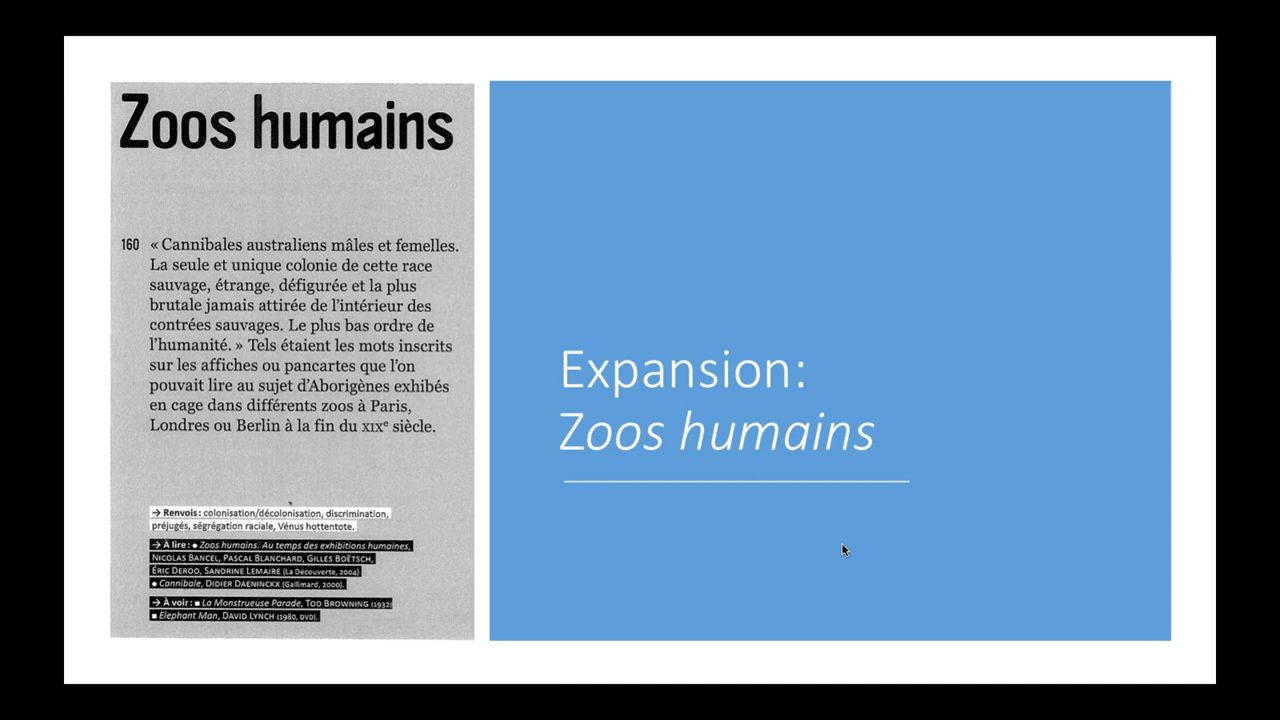 Zoos humains
160 « Cannibales australiens mâles et femelles.
La seule et unique colonie de cette race
sauvage, étrange, défigurée et la plus
brutale jamais attirée de l'intérieur des
contrées sauvages. Le plus bas ordre de
l'humanité. » Tels étaient les mots inscrits
sur les affiches ou pancartes que l'on
pouvait lire au sujet d'Aborigènes exhibés
en cage dans différents zoos à Paris,
Londres ou Berlin à la fin du XIXe siècle.
→ Renvois : colonisation/décolonisation, discrimination,
préjugés, ségrégation raciale, Vénus hottentote.
→ À lire : ● Zoos humains. Au temps des exhibitions humaines,
NICOLAS BANCEL, PASCAL BLANCHARD, GILLES BOËTSCH,
ÉRIC DEROO, SANDRINE LEMAIRE (La Découverte, 2004)
● Cannibale, DIDIER DAENINCKX (Gallimard, 2000).
→ À voir : ■ La Monstrueuse Parade, TOD BROWNING (1932)
■ Elephant Man, DAVID LYNCH (1980, DVD).
Expansion:
Zoos humains